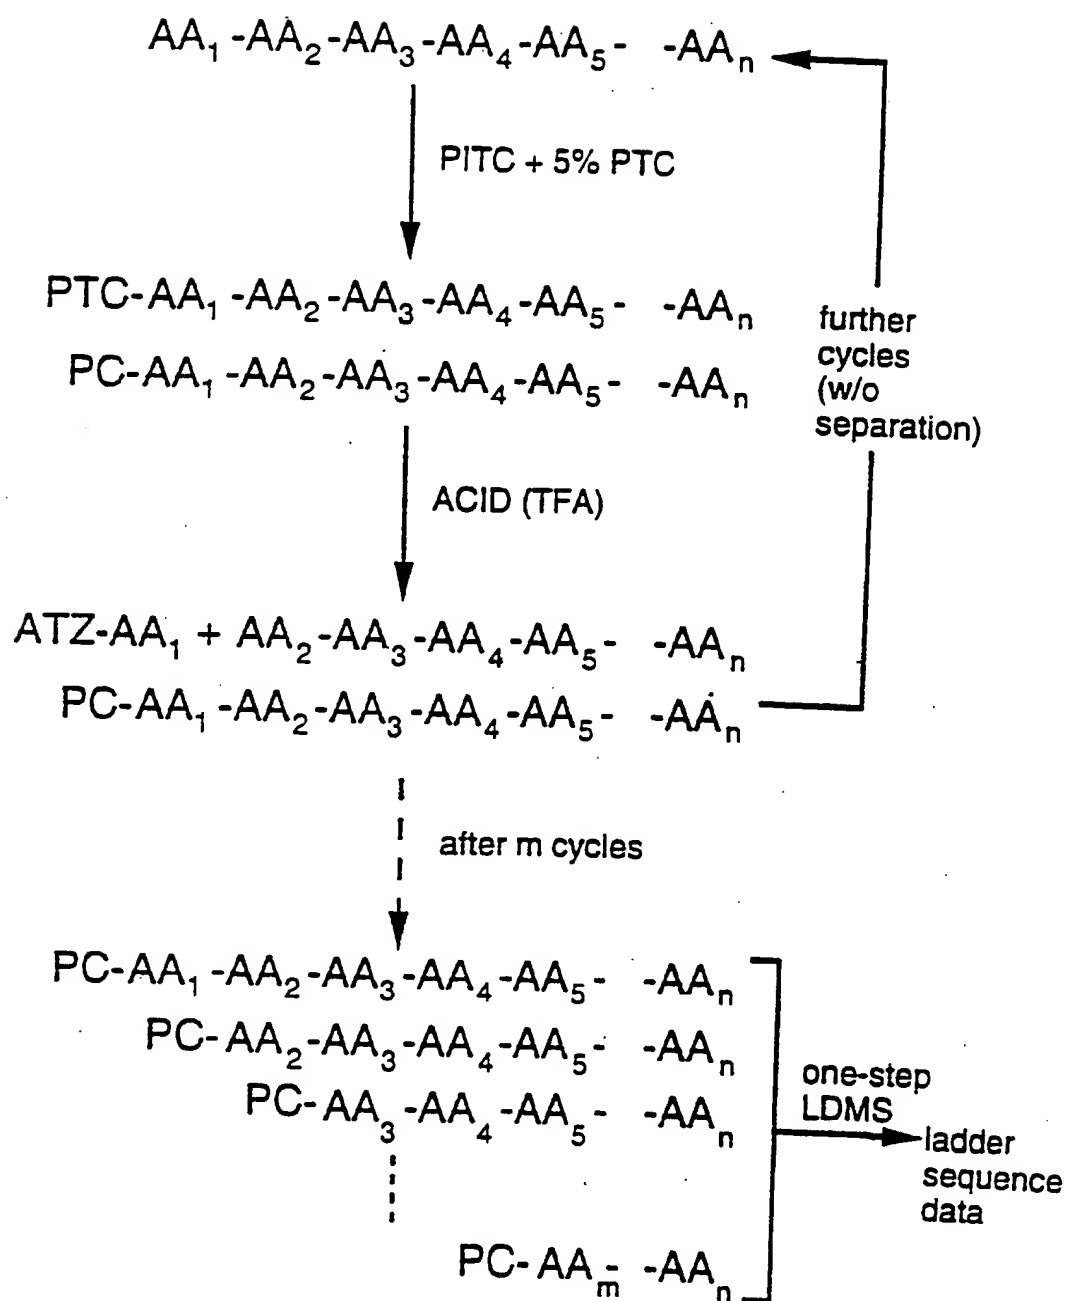 AA₁ -AA₂-AA₃-AA₄-AA₅- -AAₙ
PITC + 5% PTC
PTC-AA₁ -AA₂-AA₃-AA₄-AA₅- -AAₙ
PC-AA₁ -AA₂-AA₃-AA₄-AA₅- -AAₙ
further
cycles
(w/o
separation)
ACID (TFA)
ATZ-AA₁ + AA₂-AA₃-AA₄-AA₅- -AAₙ
PC-AA₁ -AA₂-AA₃-AA₄-AA₅- -AAₙ
after m cycles
PC-AA₁ -AA₂-AA₃-AA₄-AA₅- -AAₙ
PC- AA₂-AA₃-AA₄-AA₅- -AAₙ
PC- AA₃-AA₄-AA₅- -AAₙ
PC- AAₘ- -AAₙ
one-step
LDMS
ladder
sequence
data